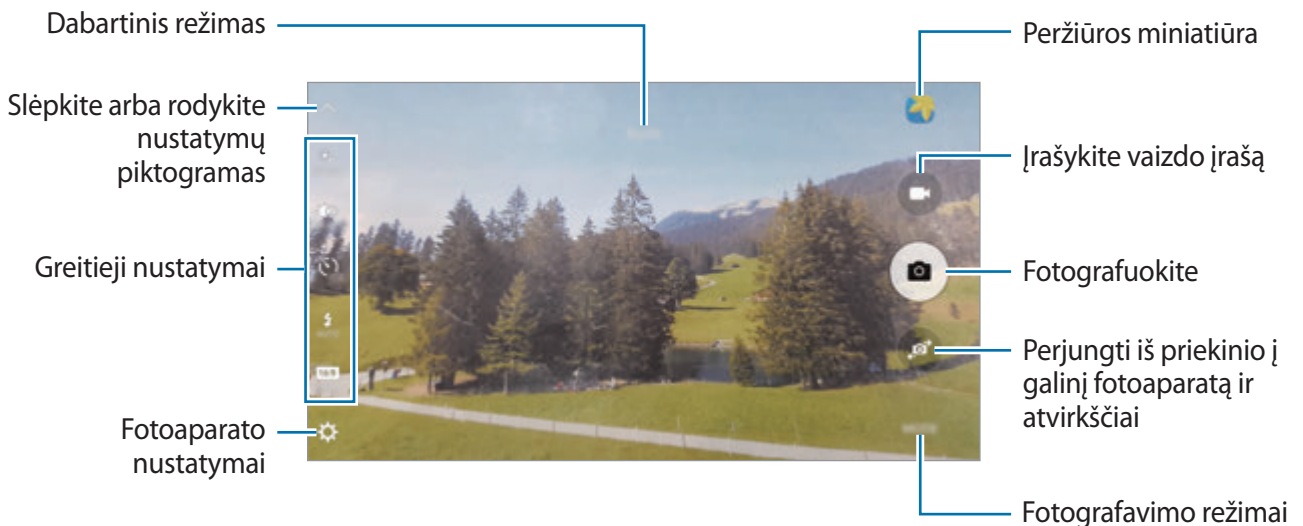 Dabartinis režimas
Slėpkite arba rodykite
nustatymų
piktogramas
Greitieji nustatymai
Fotoaparato
nustatymai
Peržiūros miniatiūra
Įrašykite vaizdo įrašą
Fotografuokite
Perjungti iš priekinio į
galinį fotoaparatą ir
atvirkščiai
Fotografavimo režimai